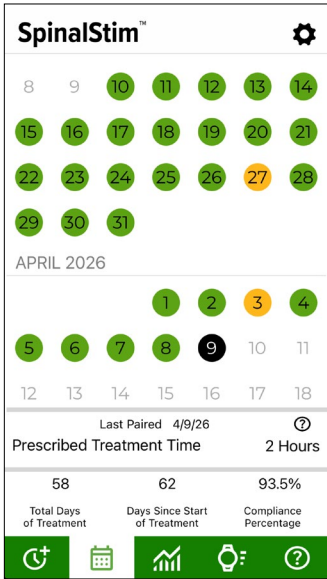 SpinalStim™
8 9 10 11 12 13 14
15 16 17 18 19 20 21
22 23 24 25 26 27 28
29 30 31
APRIL 2026
1 2 3 4
5 6 7 8 9 10 11
12 13 14 15 16 17 18
Last Paired 4/9/26 ?
Prescribed Treatment Time 2 Hours
58 62 93.5%
Total Days Days Since Start Compliance
of Treatment of Treatment Percentage
?